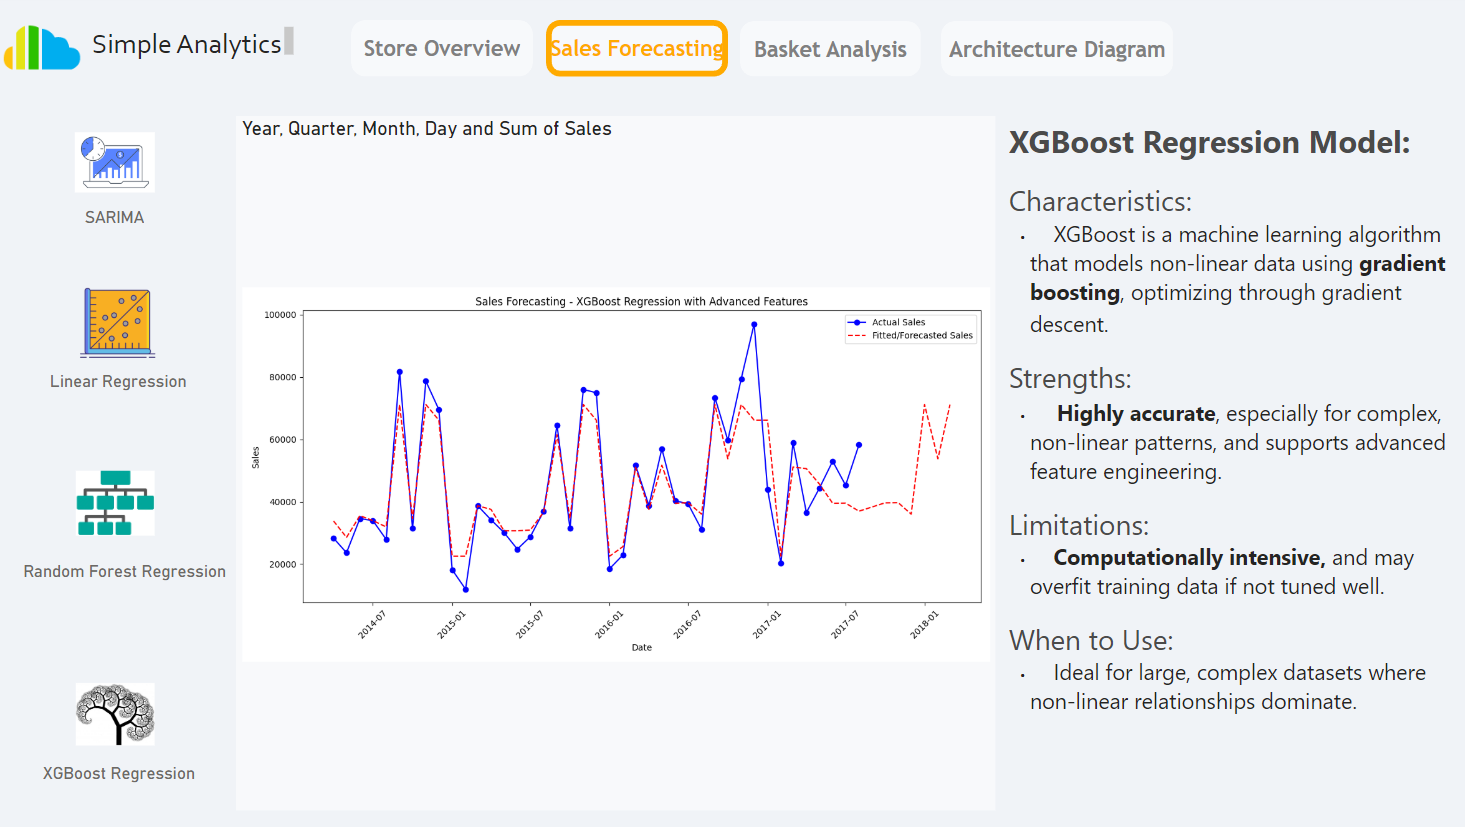 Simple Analytics
Store Overview
Sales Forecasting
Basket Analysis
Architecture Diagram
SARIMA
Linear Regression
Random Forest Regression
XGBoost Regression
Year, Quarter, Month, Day and Sum of Sales
Sales Forecasting - XGBoost Regression with Advanced Features
Actual Sales
Fitted/Forecasted Sales
100000
80000
60000
40000
20000
Sales
2014-07
2015-01
2015-07
2016-01
2016-07
2017-01
2017-07
2018-01
Date
XGBoost Regression Model:
Characteristics:
• XGBoost is a machine learning algorithm
that models non-linear data using gradient
boosting, optimizing through gradient
descent.
Strengths:
• Highly accurate, especially for complex,
non-linear patterns, and supports advanced
feature engineering.
Limitations:
• Computationally intensive, and may
overfit training data if not tuned well.
When to Use:
• Ideal for large, complex datasets where
non-linear relationships dominate.